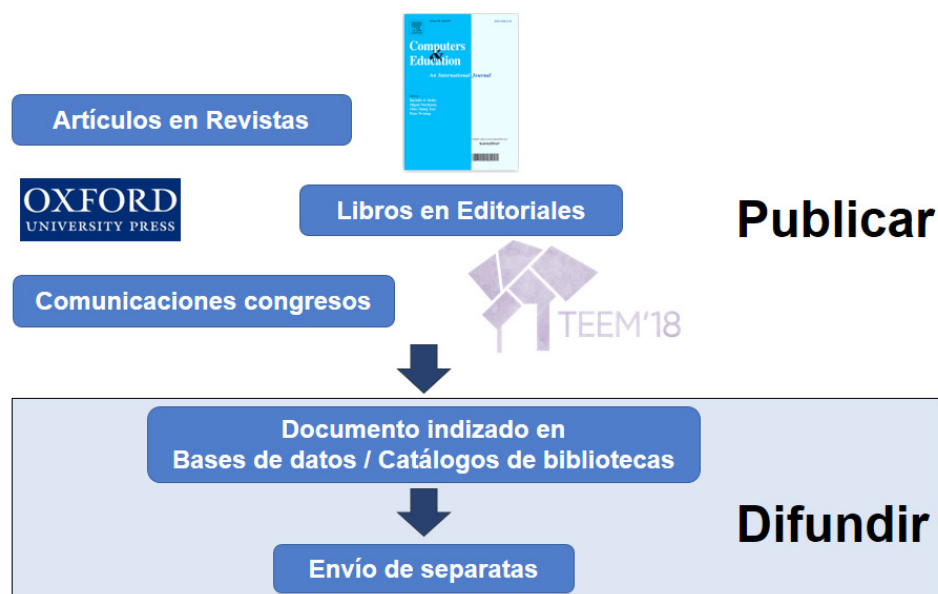 Computers
&
Education
An International Journal
Artículos en Revistas
OXFORD
UNIVERSITY PRESS
Libros en Editoriales
Publicar
Comunicaciones congresos
TEEM'18
Documento indizado en
Bases de datos / Catálogos de bibliotecas
Difundir
Envío de separatas